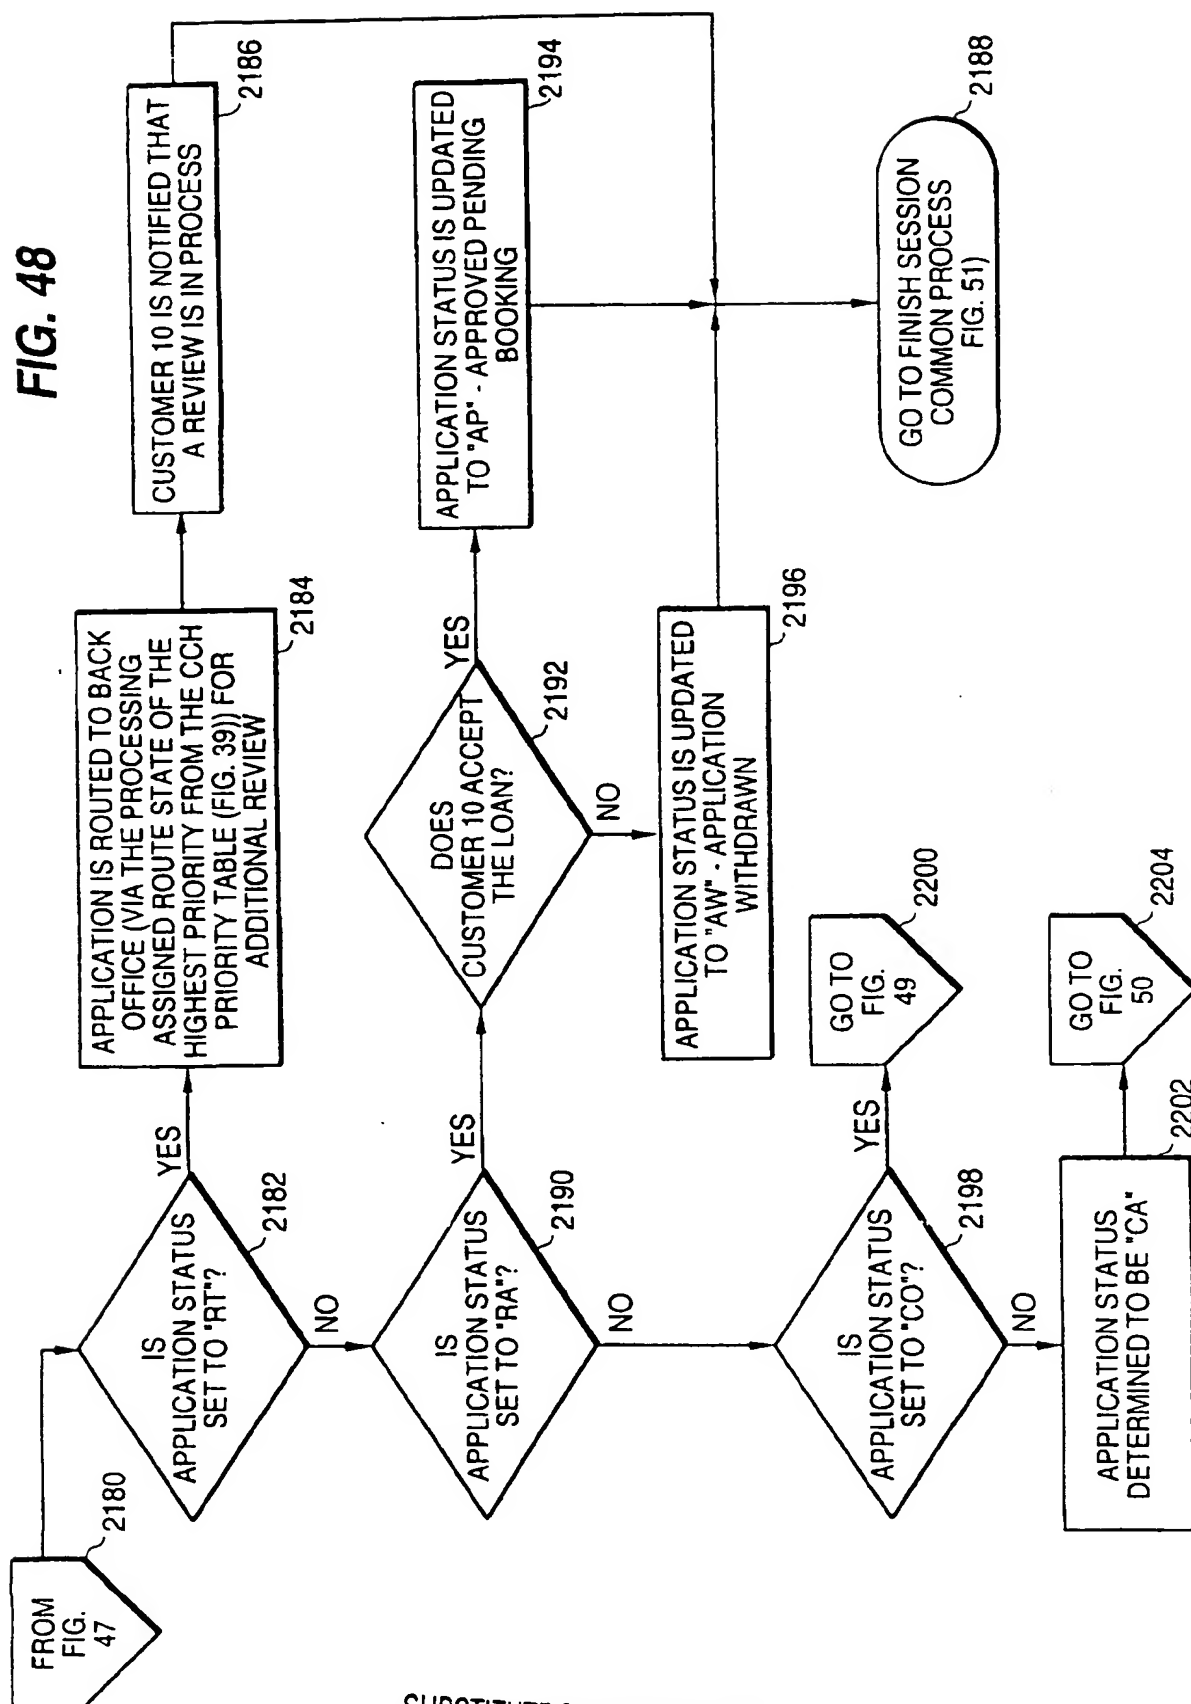 FIG. 48
FROM
FIG.
47
2180
IS
APPLICATION STATUS
SET TO "RT"?
2182
YES
NO
APPLICATION IS ROUTED TO BACK
OFFICE (VIA THE PROCESSING
ASSIGNED ROUTE STATE OF THE
HIGHEST PRIORITY FROM THE CCH
PRIORITY TABLE (FIG. 39)) FOR
ADDITIONAL REVIEW
2184
CUSTOMER 10 IS NOTIFIED THAT
A REVIEW IS IN PROCESS
2186
IS
APPLICATION STATUS
SET TO "RA"?
2190
YES
NO
DOES
CUSTOMER 10 ACCEPT
THE LOAN?
2192
YES
NO
APPLICATION STATUS IS UPDATED
TO "AP" - APPROVED PENDING
BOOKING
2194
APPLICATION STATUS IS UPDATED
TO "AW" - APPLICATION
WITHDRAWN
2196
GO TO FINISH SESSION
COMMON PROCESS
FIG. 51)
2188
IS
APPLICATION STATUS
SET TO "CO"?
2198
YES
NO
GO TO
FIG.
49
2200
APPLICATION STATUS
DETERMINED TO BE "CA"
2202
GO TO
FIG.
50
2204